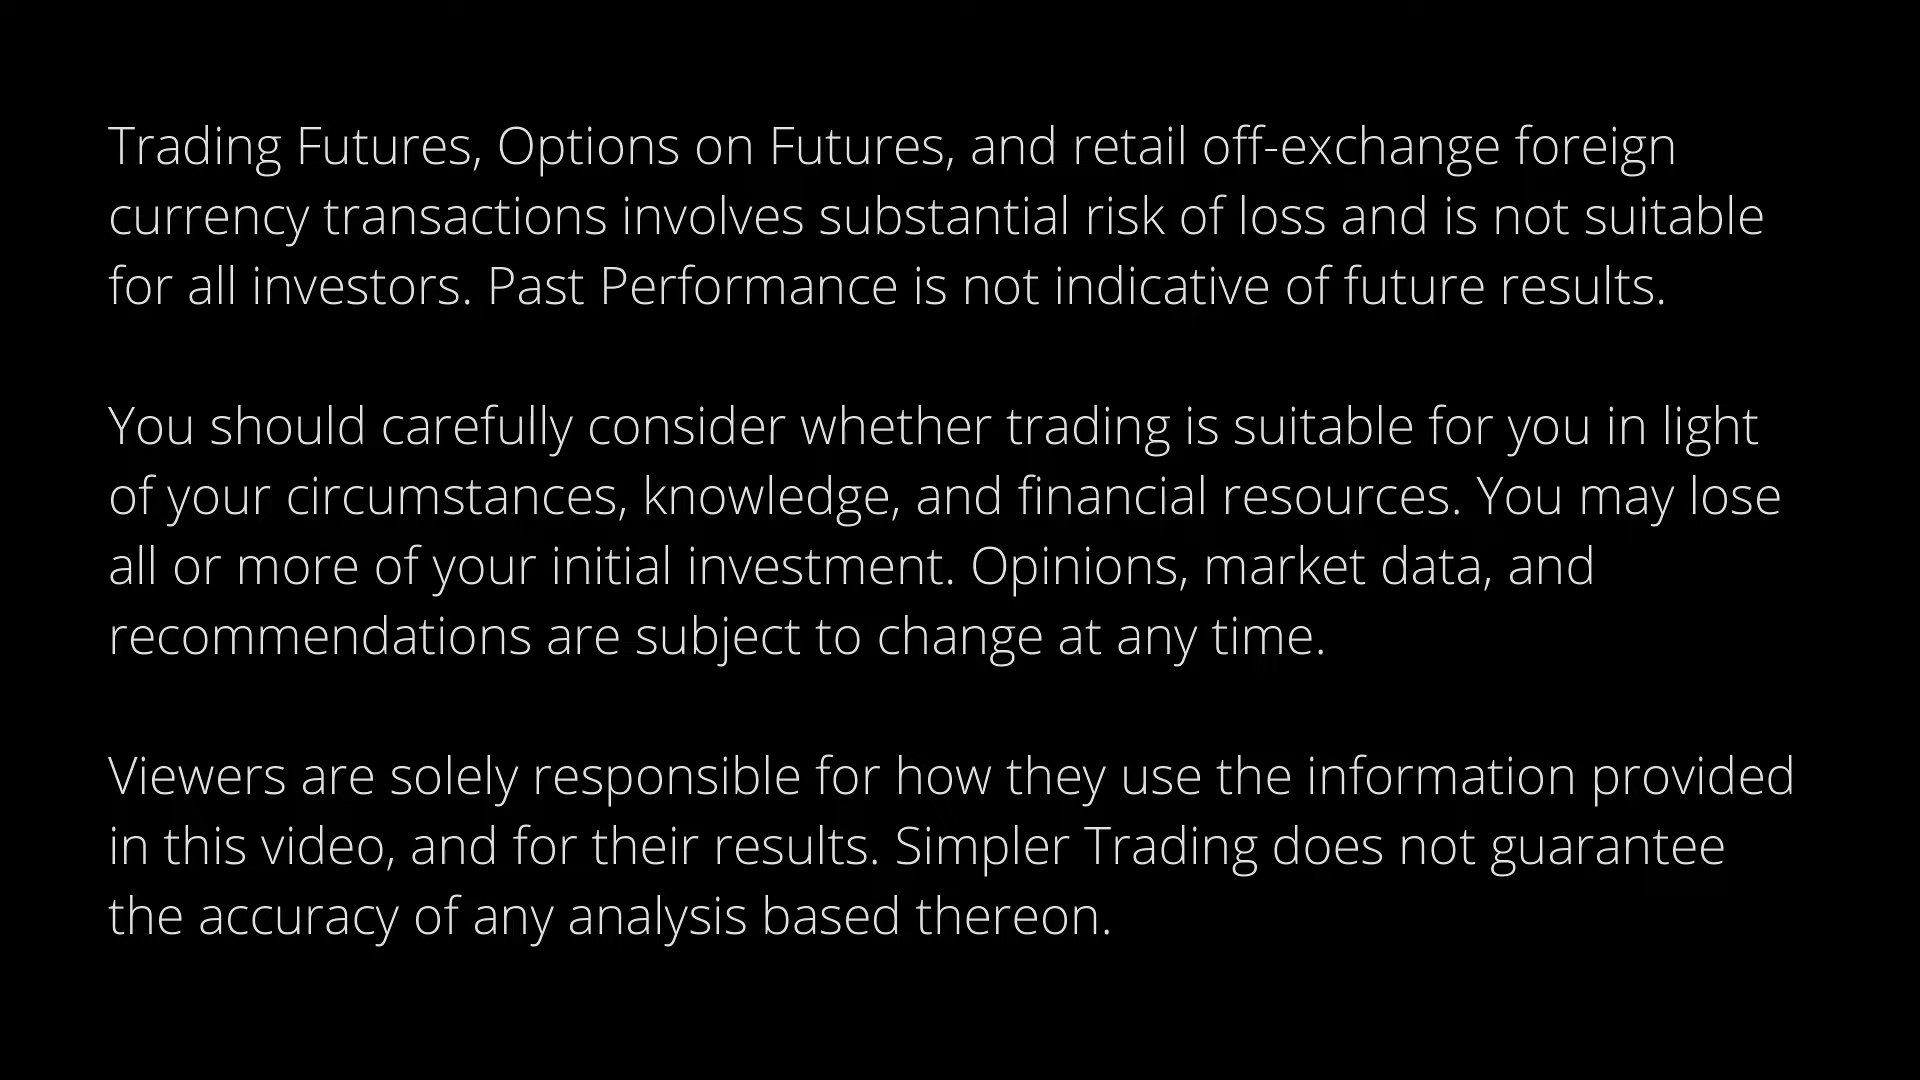 Trading Futures, Options on Futures, and retail off-exchange foreign
currency transactions involves substantial risk of loss and is not suitable
for all investors. Past Performance is not indicative of future results.
You should carefully consider whether trading is suitable for you in light
of your circumstances, knowledge, and financial resources. You may lose
all or more of your initial investment. Opinions, market data, and
recommendations are subject to change at any time.
Viewers are solely responsible for how they use the information provided
in this video, and for their results. Simpler Trading does not guarantee
the accuracy of any analysis based thereon.